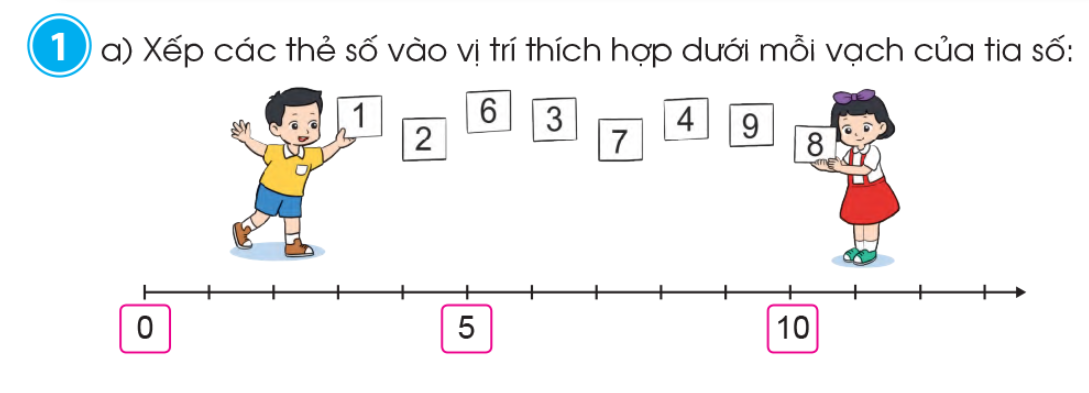 1 a) Xếp các thẻ số vào vị trí thích hợp dưới mỗi vạch của tia số:
1 2 6 3 7 4 9 8
0 5 10